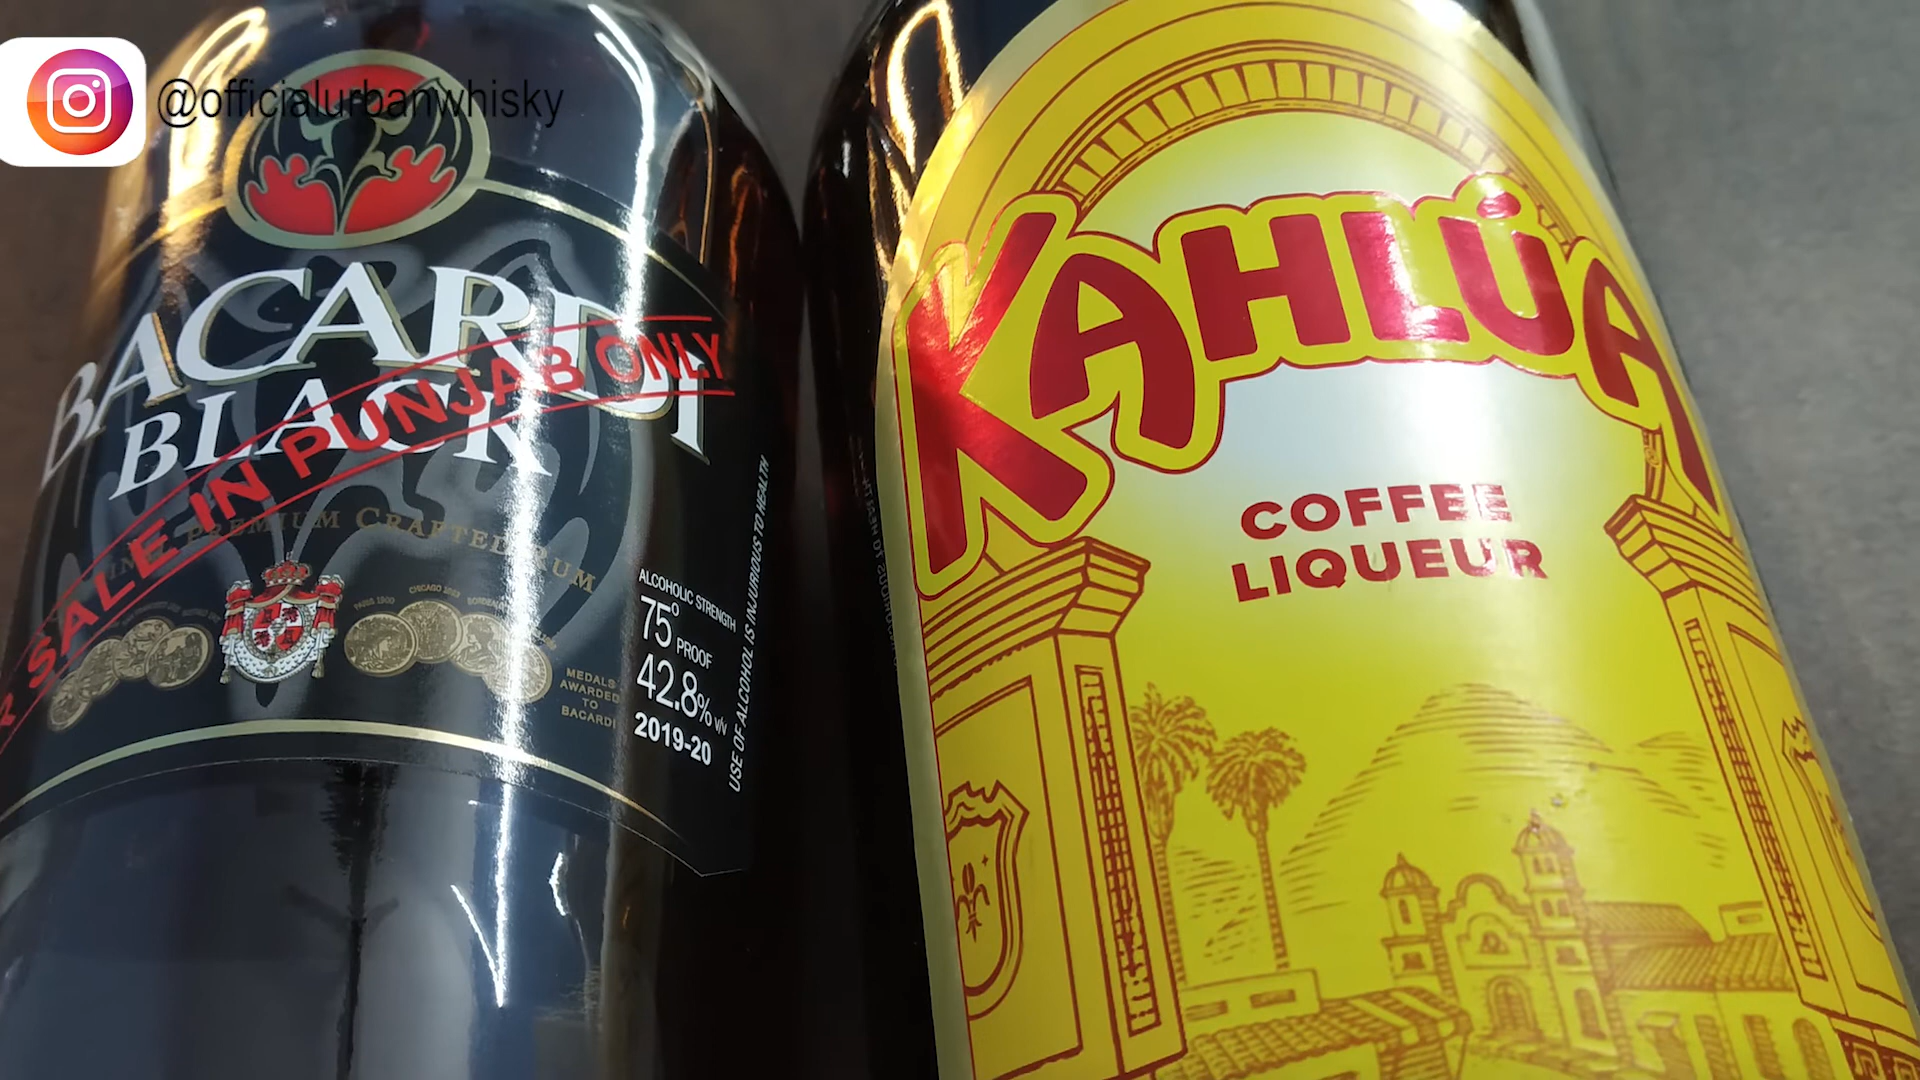 @officialurbanwhisky
BACARDI
BLACK
SALE IN PUNJAB ONLY
PREMIUM CRAFTED RUM
ALCOHOLIC STRENGTH
75° PROOF
42.8% v/v
2019-20
MEDALS
AWARDED
TO
BACARDI
USE OF ALCOHOL IS INJURIOUS TO HEALTH
KAHLÚA
COFFEE
LIQUEUR